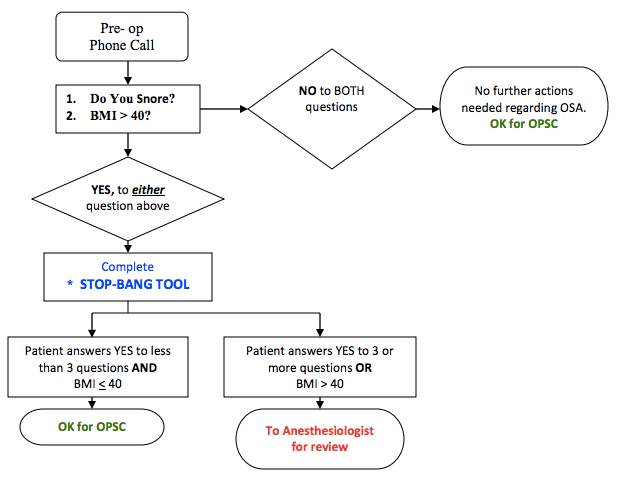 Pre- op
Phone Call
1. Do You Snore?
2. BMI > 40?
NO to BOTH
questions
No further actions
needed regarding OSA.
OK for OPSC
YES, to either
question above
Complete
* STOP-BANG TOOL
Patient answers YES to less
than 3 questions AND
BMI ≤ 40
Patient answers YES to 3 or
more questions OR
BMI > 40
OK for OPSC
To Anesthesiologist
for review